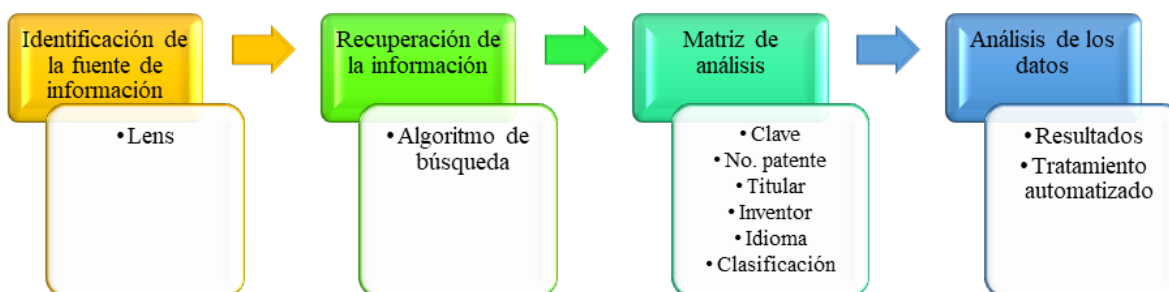 Identificación de
la fuente de
información
• Lens
Recuperación de
la información
• Algoritmo de
búsqueda
Matriz de
análisis
• Clave
• No. patente
• Titular
• Inventor
• Idioma
• Clasificación
Análisis de los
datos
• Resultados
• Tratamiento
automatizado